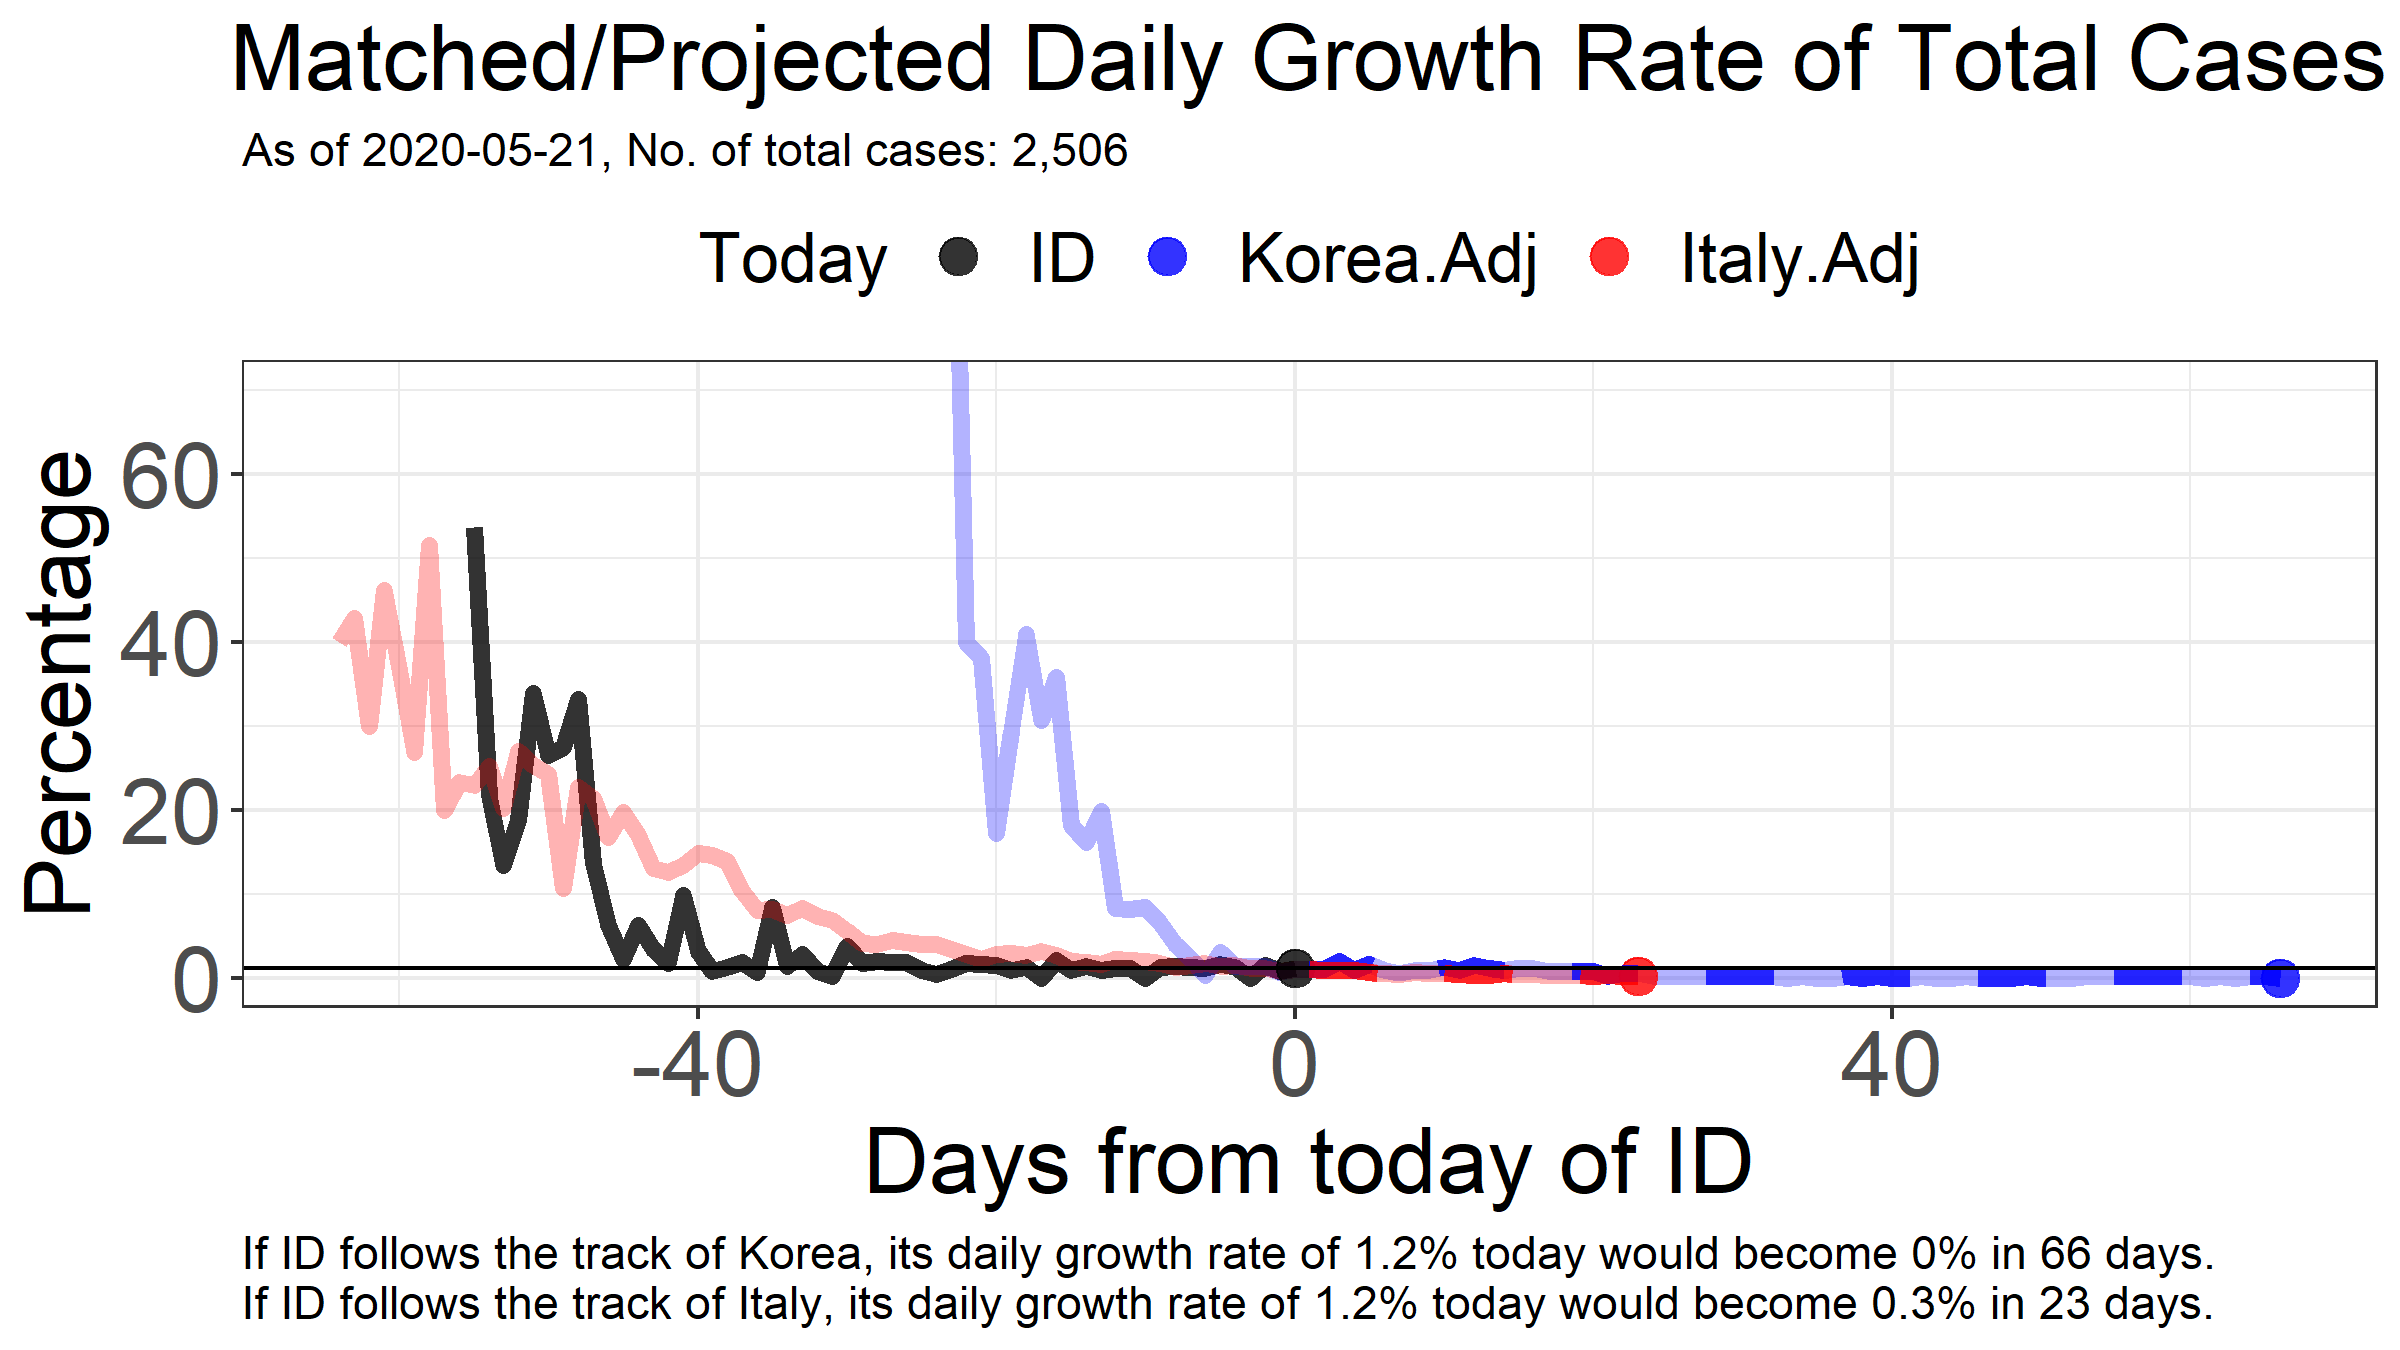 Matched/Projected Daily Growth Rate of Total Cases
As of 2020-05-21, No. of total cases: 2,506
Today ID Korea.Adj Italy.Adj
Percentage
60
40
20
0
-40 0 40
Days from today of ID
If ID follows the track of Korea, its daily growth rate of 1.2% today would become 0% in 66 days.
If ID follows the track of Italy, its daily growth rate of 1.2% today would become 0.3% in 23 days.